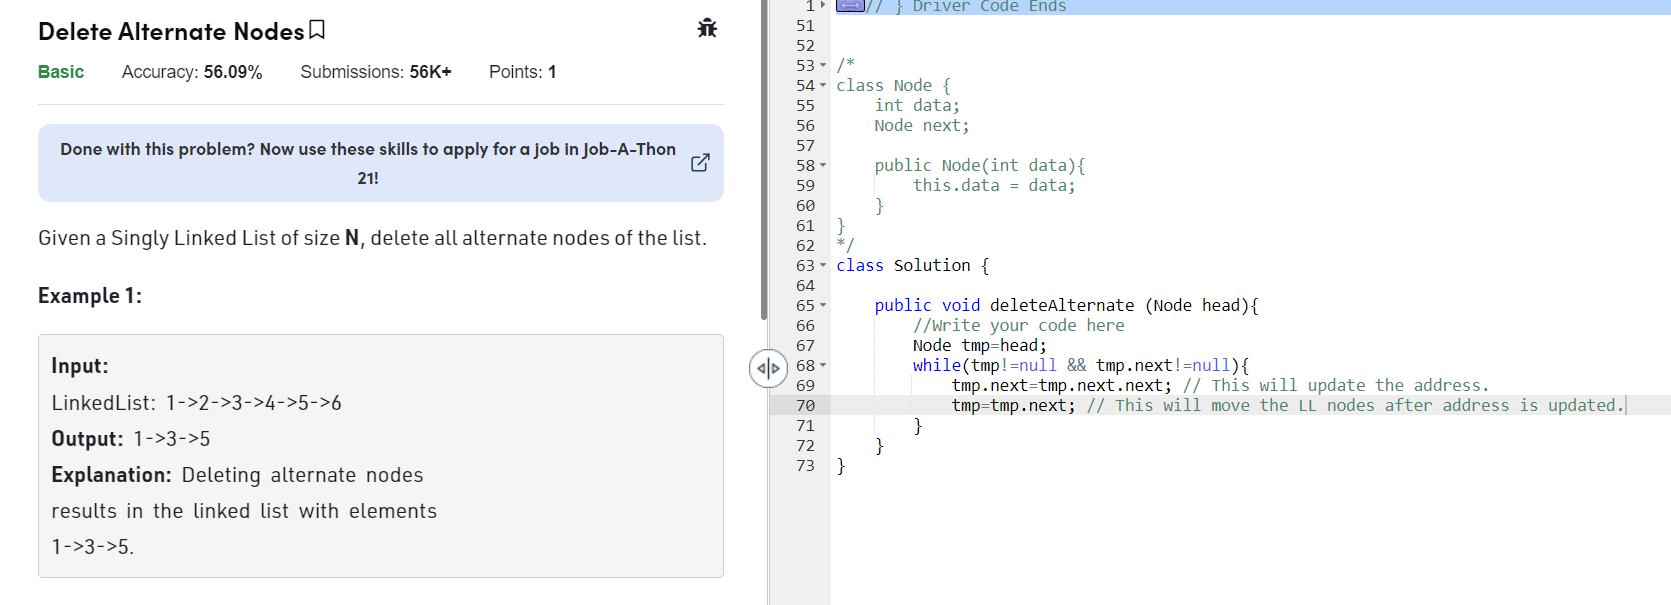 Delete Alternate Nodes
Basic Accuracy: 56.09% Submissions: 56K+ Points: 1
Done with this problem? Now use these skills to apply for a job in Job-A-Thon
21!
Given a Singly Linked List of size N, delete all alternate nodes of the list.
Example 1:
Input:
LinkedList: 1->2->3->4->5->6
Output: 1->3->5
Explanation: Deleting alternate nodes
results in the linked list with elements
1->3->5.
1 // } Driver Code Ends
51
52
53 /*
54 class Node {
55     int data;
56     Node next;
57
58     public Node(int data){
59         this.data = data;
60     }
61 }
62 */
63 class Solution {
64
65     public void deleteAlternate (Node head){
66         //Write your code here
67         Node tmp=head;
68         while(tmp!=null && tmp.next!=null){
69             tmp.next=tmp.next.next; // This will update the address.
70             tmp=tmp.next; // This will move the LL nodes after address is updated.
71         }
72     }
73 }